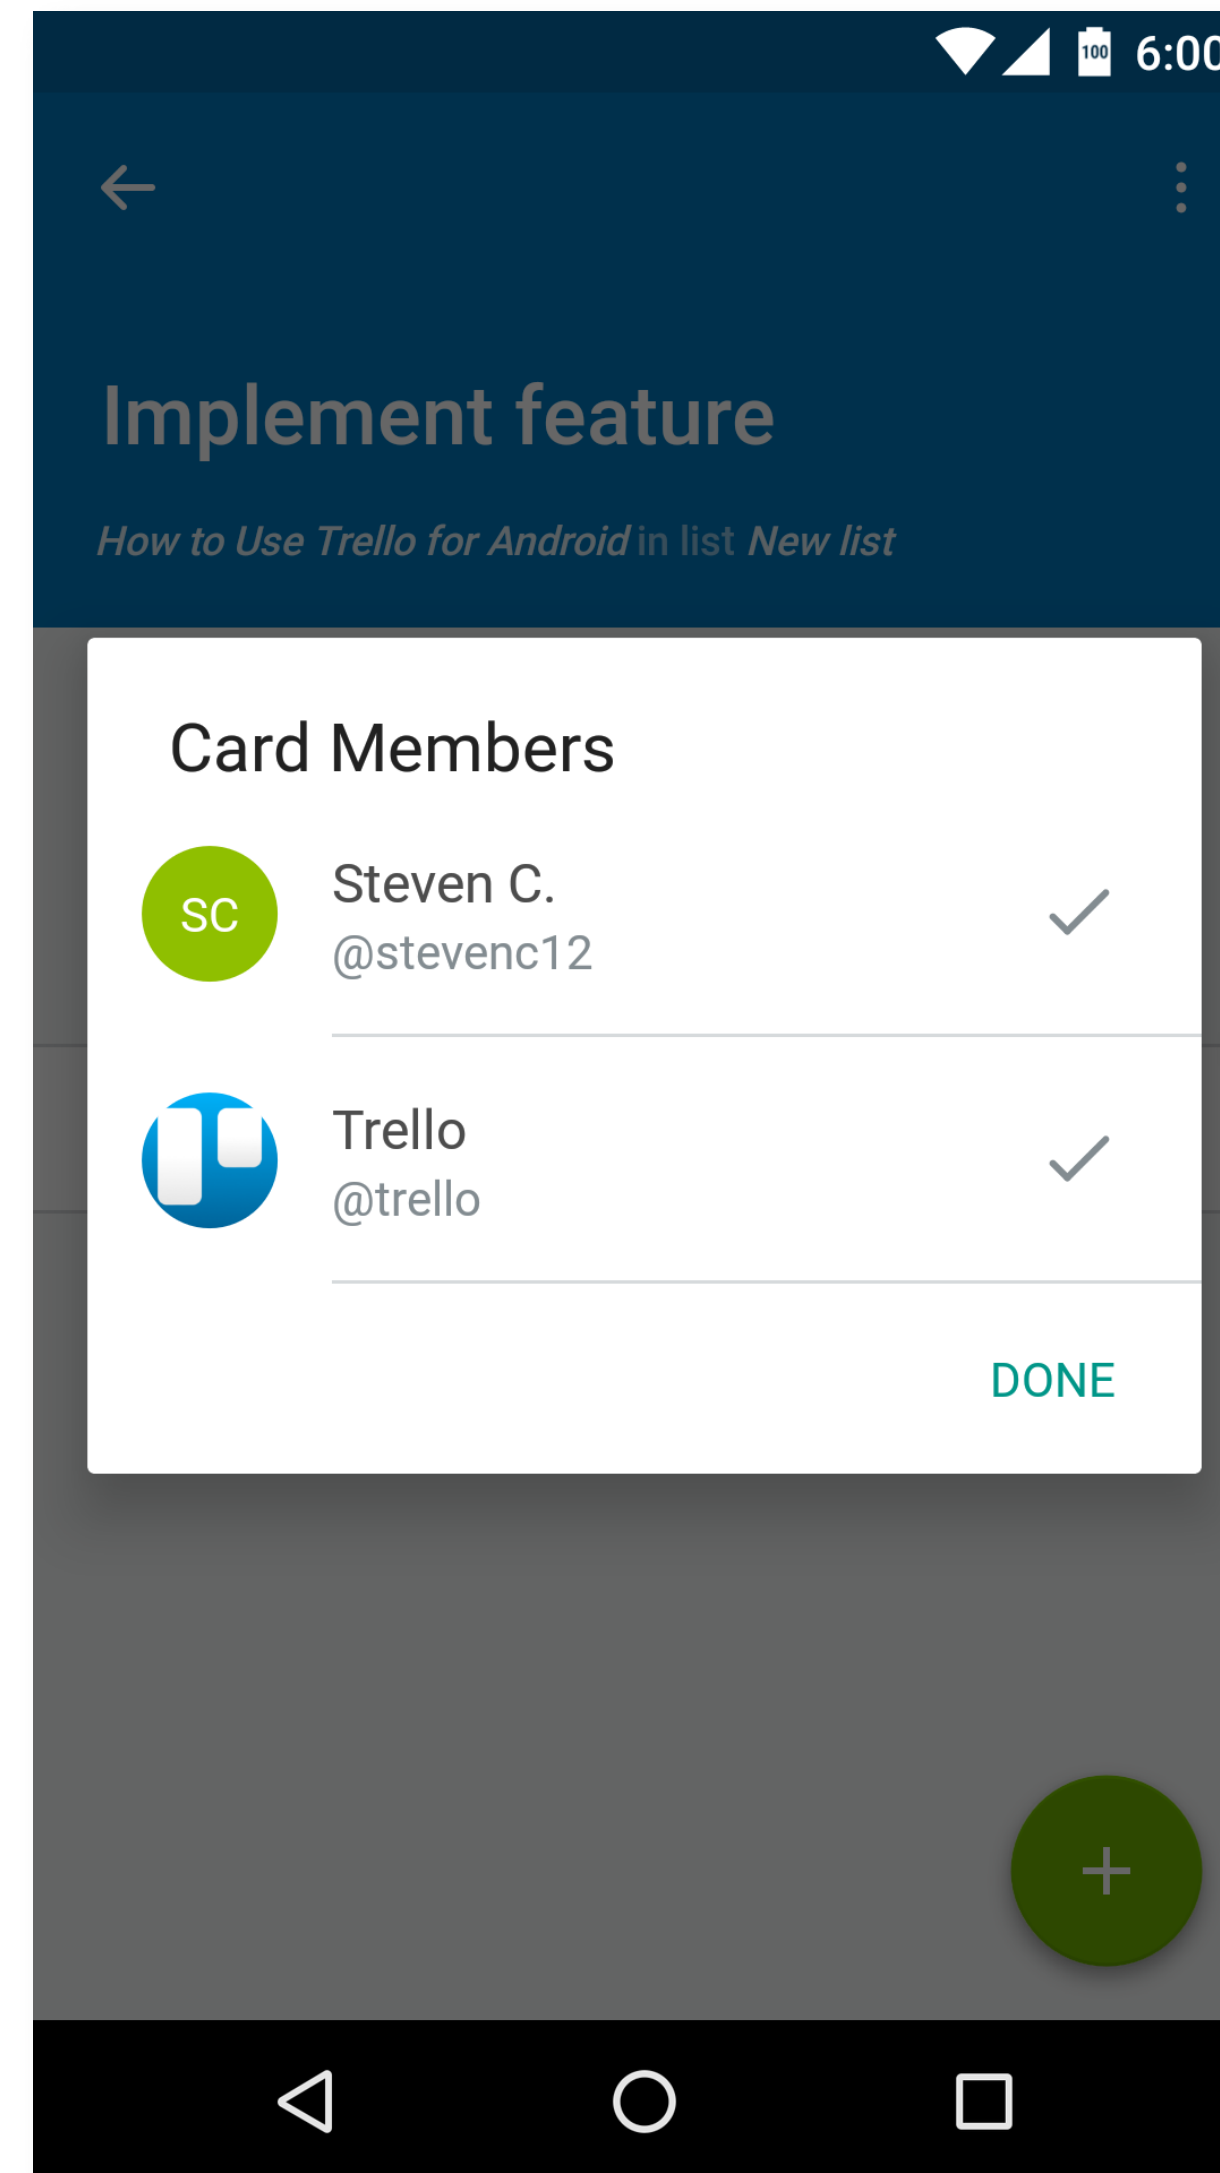 100 6:00
Implement feature
How to Use Trello for Android in list New list
Card Members
SC
Steven C.
@stevenc12
Trello
@trello
DONE